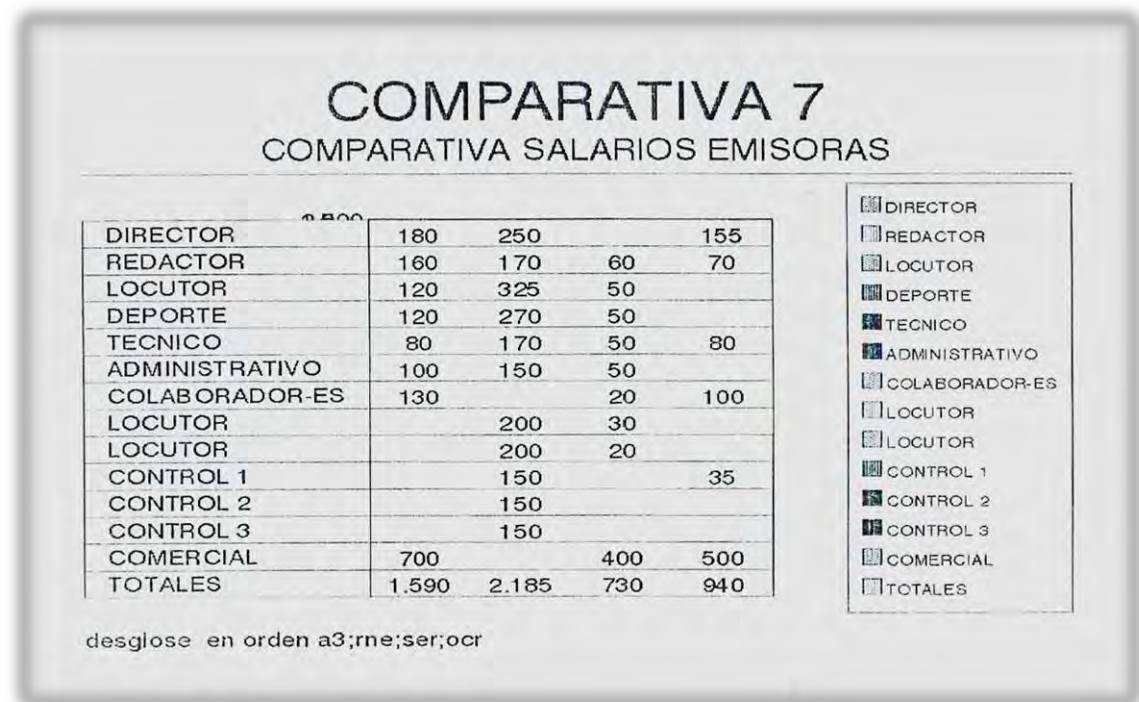 COMPARATIVA 7
COMPARATIVA SALARIOS EMISORAS
DIRECTOR 180 250 155
REDACTOR 160 170 60 70
LOCUTOR 120 325 50
DEPORTE 120 270 50
TECNICO 80 170 50 80
ADMINISTRATIVO 100 150 50
COLABORADOR-ES 130 20 100
LOCUTOR 200 30
LOCUTOR 200 20
CONTROL 1 150 35
CONTROL 2 150
CONTROL 3 150
COMERCIAL 700 400 500
TOTALES 1.590 2.185 730 940
desglose en orden a3;rne;ser;ocr
DIRECTOR
REDACTOR
LOCUTOR
DEPORTE
TECNICO
ADMINISTRATIVO
COLABORADOR-ES
LOCUTOR
LOCUTOR
CONTROL 1
CONTROL 2
CONTROL 3
COMERCIAL
TOTALES